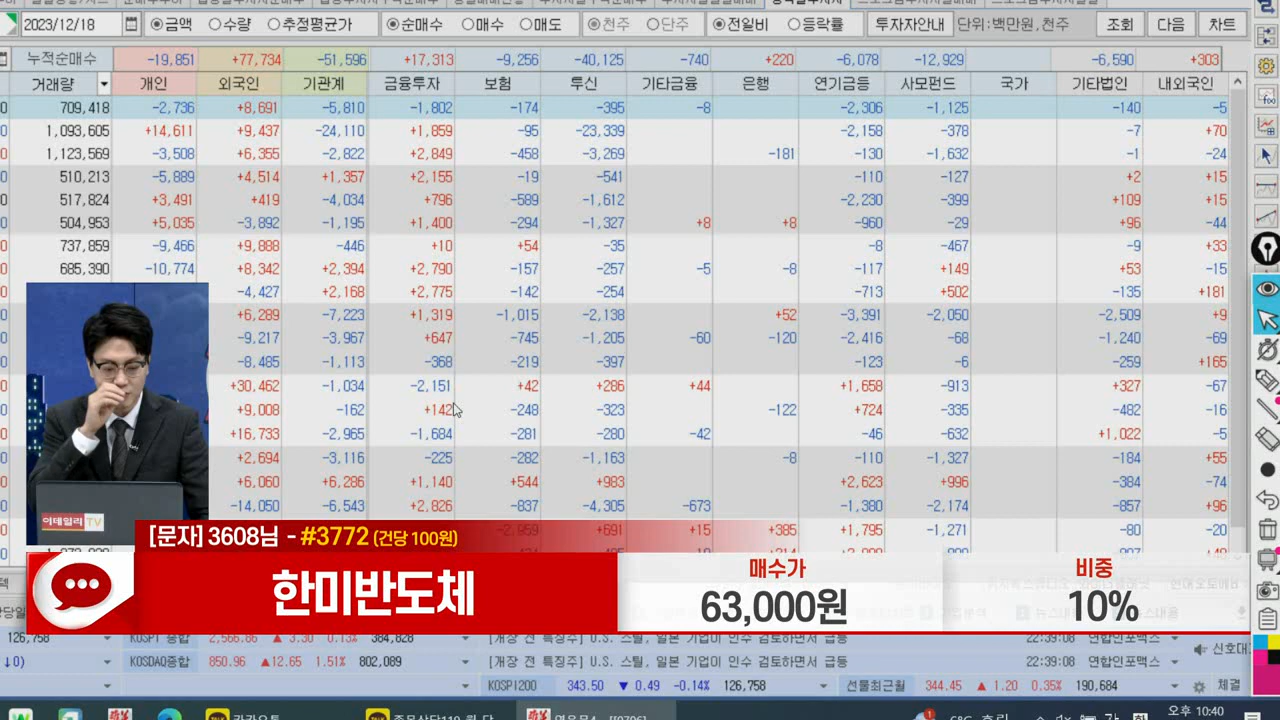 2023/12/18 금액 수량 추정평균가 순매수 매수 매도 천주 단주 전일비 등락률 투자자안내 단위:백만원,천주 조회 다음 차트
누적순매수 -19,851 +77,734 -51,596 +17,313 -9,256 -40,125 -740 +220 -6,078 -12,929 -6,590 +303
거래량 개인 외국인 기관계 금융투자 보험 투신 기타금융 은행 연기금등 사모펀드 국가 기타법인 내외국인
709,418 -2,736 +8,691 -5,810 -1,802 -174 -395 -8 -2,306 -1,125 -140 -5
1,093,605 +14,611 +9,437 -24,110 +1,859 -95 -23,339 -2,158 -378 -7 +70
1,123,569 -3,508 +6,355 -2,822 +2,849 -458 -3,269 -181 -130 -1,632 -1 -24
510,213 -5,889 +4,514 +1,357 +2,155 -19 -541 -110 -127 +2 +15
517,824 +3,491 +419 -4,034 +796 -589 -1,612 -2,230 -399 +109 +15
504,953 +5,035 -3,892 -1,195 +1,400 -294 -1,327 +8 +8 -960 -29 +96 -44
737,859 -9,466 +9,888 -446 +10 +54 -35 -8 -467 -9 +33
685,390 -10,774 +8,342 +2,394 +2,790 -157 -257 -5 -8 -117 +149 +53 -15
-4,427 +2,168 +2,775 -142 -254 -713 +502 -135 +181
+6,289 -7,223 +1,319 -1,015 -2,138 +52 -3,391 -2,050 -2,509 +9
-9,217 -3,967 +647 -745 -1,205 -60 -120 -2,416 -68 -1,240 -69
-8,485 -1,113 -368 -219 -397 -123 -6 -259 +165
+30,462 -1,034 -2,151 +42 +286 +44 +1,658 -913 +327 -67
+9,008 -162 +142 -248 -323 -122 +724 -335 -482 -16
+16,733 -2,965 -1,684 -281 -280 -42 -46 -632 +1,022 -5
+2,694 -3,116 -225 -282 -1,163 -8 -110 -1,327 -184 +55
+6,060 +6,286 +1,140 +544 +983 +2,623 +996 -384 -74
-14,050 -6,543 +2,826 -837 -4,305 -673 -1,380 -2,174 -857 +96
+691 +15 +385 +1,795 -1,271 -80 -20
이데일리 TV
[문자] 3608님 - #3772 (건당 100원)
한미반도체
매수가
63,000원
비중
10%
126,758 KOSPI 종합 2,566.86 ▲ 3.30 0.13% 384,828 [개장 전 특징주] U.S. 스틸, 일본 기업이 인수 검토하면서 급등 22:39:08 연합인포맥스
↓0) KOSDAQ종합 850.96 ▲12.65 1.51% 802,089 [개장 전 특징주] U.S. 스틸, 일본 기업이 인수 검토하면서 급등 22:39:08 연합인포맥스
KOSPI200 343.50 ▼ 0.49 -0.14% 126,758 선물최근월 344.45 ▲ 1.20 0.35% 190,684 체결
오후 10:40